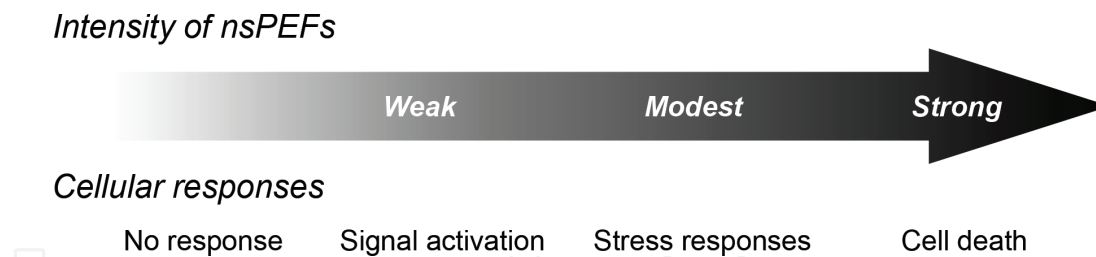 Intensity of nsPEFs
Weak Modest Strong
Cellular responses
No response Signal activation Stress responses Cell death